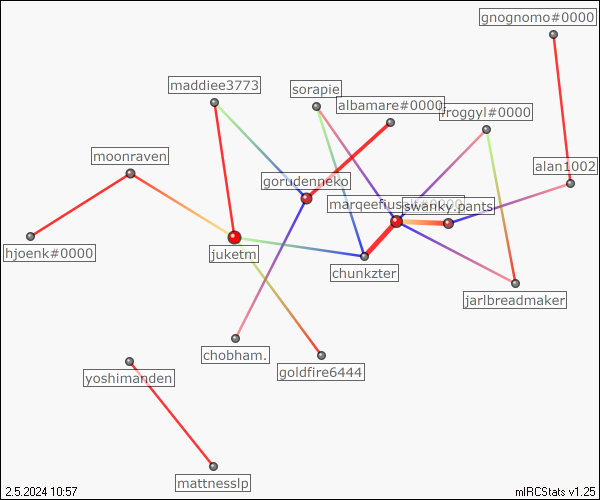 gnognomo#0000
maddiee3773
sorapie
albamare#0000
froggyl#0000
moonraven
alan1002
gorudenneko
swanky.pants
hjoenk#0000
juketm
chunkzter
jarlbreadmaker
chobham.
goldfire6444
yoshimanden
mattnesslp
2.5.2024 10:57
mIRCStats v1.25